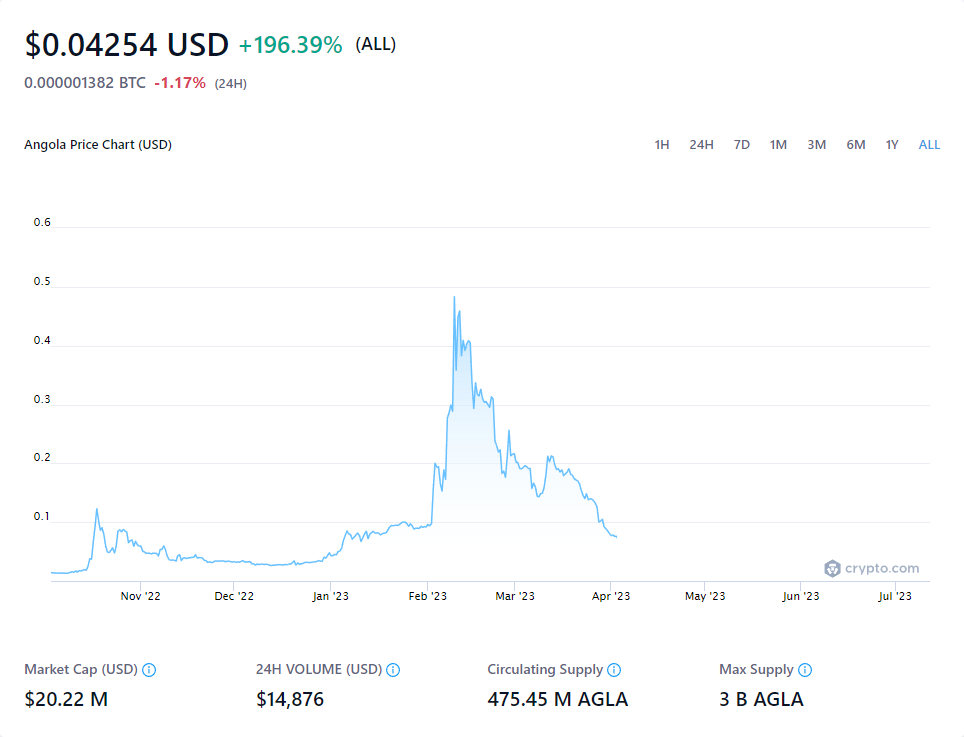 $0.04254 USD +196.39% (ALL)
0.000001382 BTC -1.17% (24H)
Angola Price Chart (USD)
1H 24H 7D 1M 3M 6M 1Y ALL
0.6
0.5
0.4
0.3
0.2
0.1
crypto.com
Nov '22 Dec '22 Jan '23 Feb '23 Mar '23 Apr '23 May '23 Jun '23 Jul '23
Market Cap (USD) 24H VOLUME (USD) Circulating Supply Max Supply
$20.22 M $14,876 475.45 M AGLA 3 B AGLA